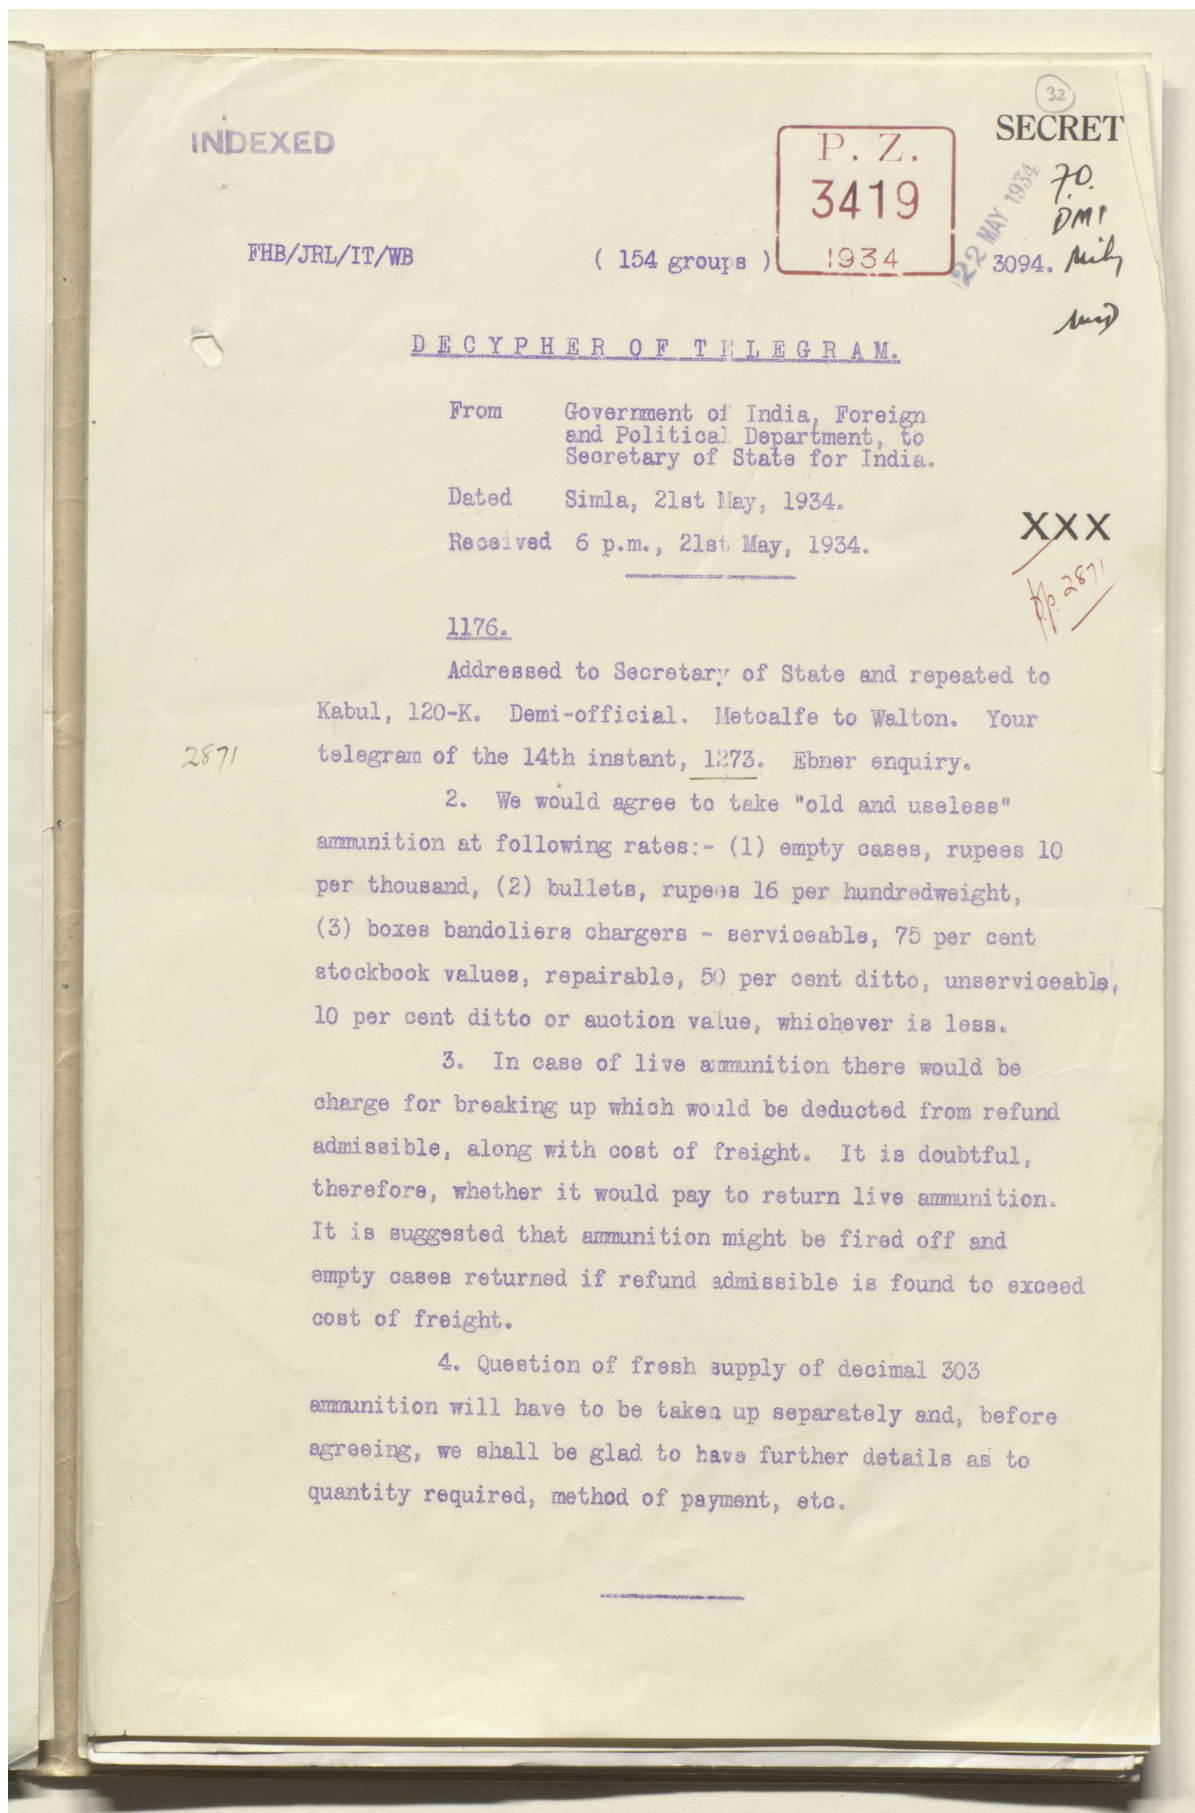 32
SECRET
INDEXED
P. Z.
3419
1934
22 MAY 1934
F.O.
DMI
Mily
FHB/JRL/IT/WB
( 154 groups )
3094.
DECYPHER OF TELEGRAM.
From Government of India, Foreign
and Political Department, to
Secretary of State for India.
Dated Simla, 21st May, 1934.
Received 6 p.m., 21st May, 1934.
XXX
p.p. 2871
1176.
Addressed to Secretary of State and repeated to
Kabul, 120-K. Demi-official. Metcalfe to Walton. Your
2871
telegram of the 14th instant, 1273. Ebner enquiry.
2. We would agree to take "old and useless"
ammunition at following rates:- (1) empty cases, rupees 10
per thousand, (2) bullets, rupees 16 per hundredweight,
(3) boxes bandoliers chargers - serviceable, 75 per cent
stockbook values, repairable, 50 per cent ditto, unserviceable,
10 per cent ditto or auction value, whichever is less.
3. In case of live ammunition there would be
charge for breaking up which would be deducted from refund
admissible, along with cost of freight. It is doubtful,
therefore, whether it would pay to return live ammunition.
It is suggested that ammunition might be fired off and
empty cases returned if refund admissible is found to exceed
cost of freight.
4. Question of fresh supply of decimal 303
ammunition will have to be taken up separately and, before
agreeing, we shall be glad to have further details as to
quantity required, method of payment, etc.